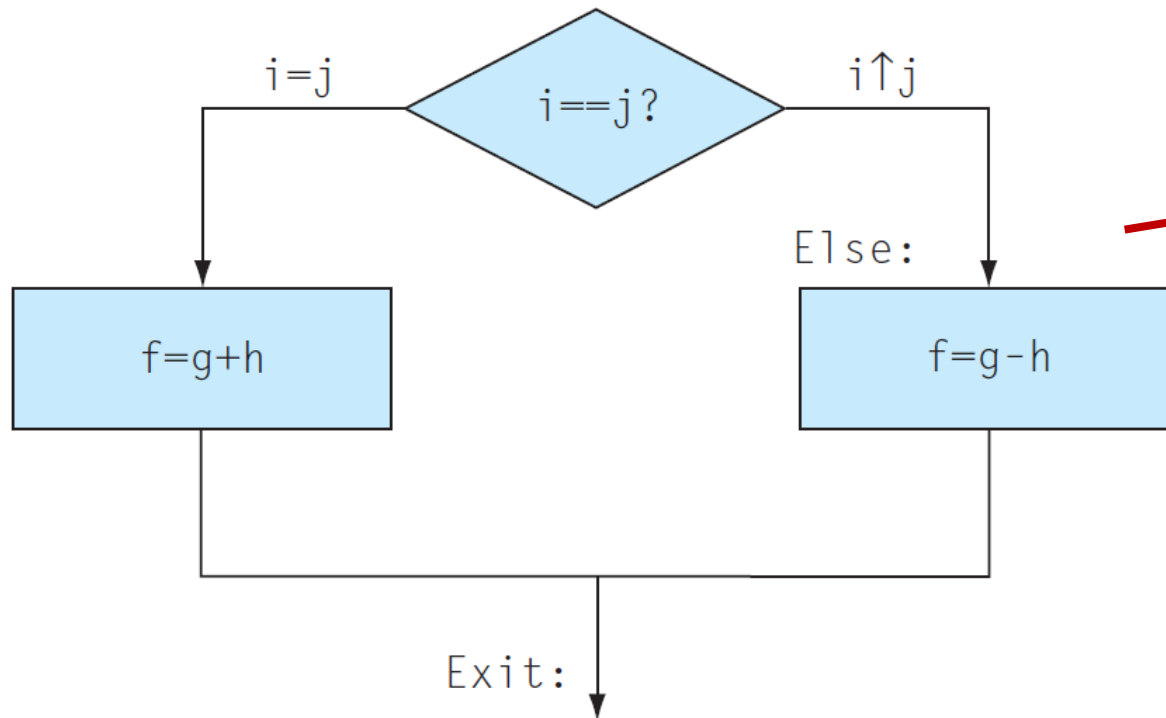 i=j
i==j?
i↑j
Else:
f=g+h
f=g-h
Exit: